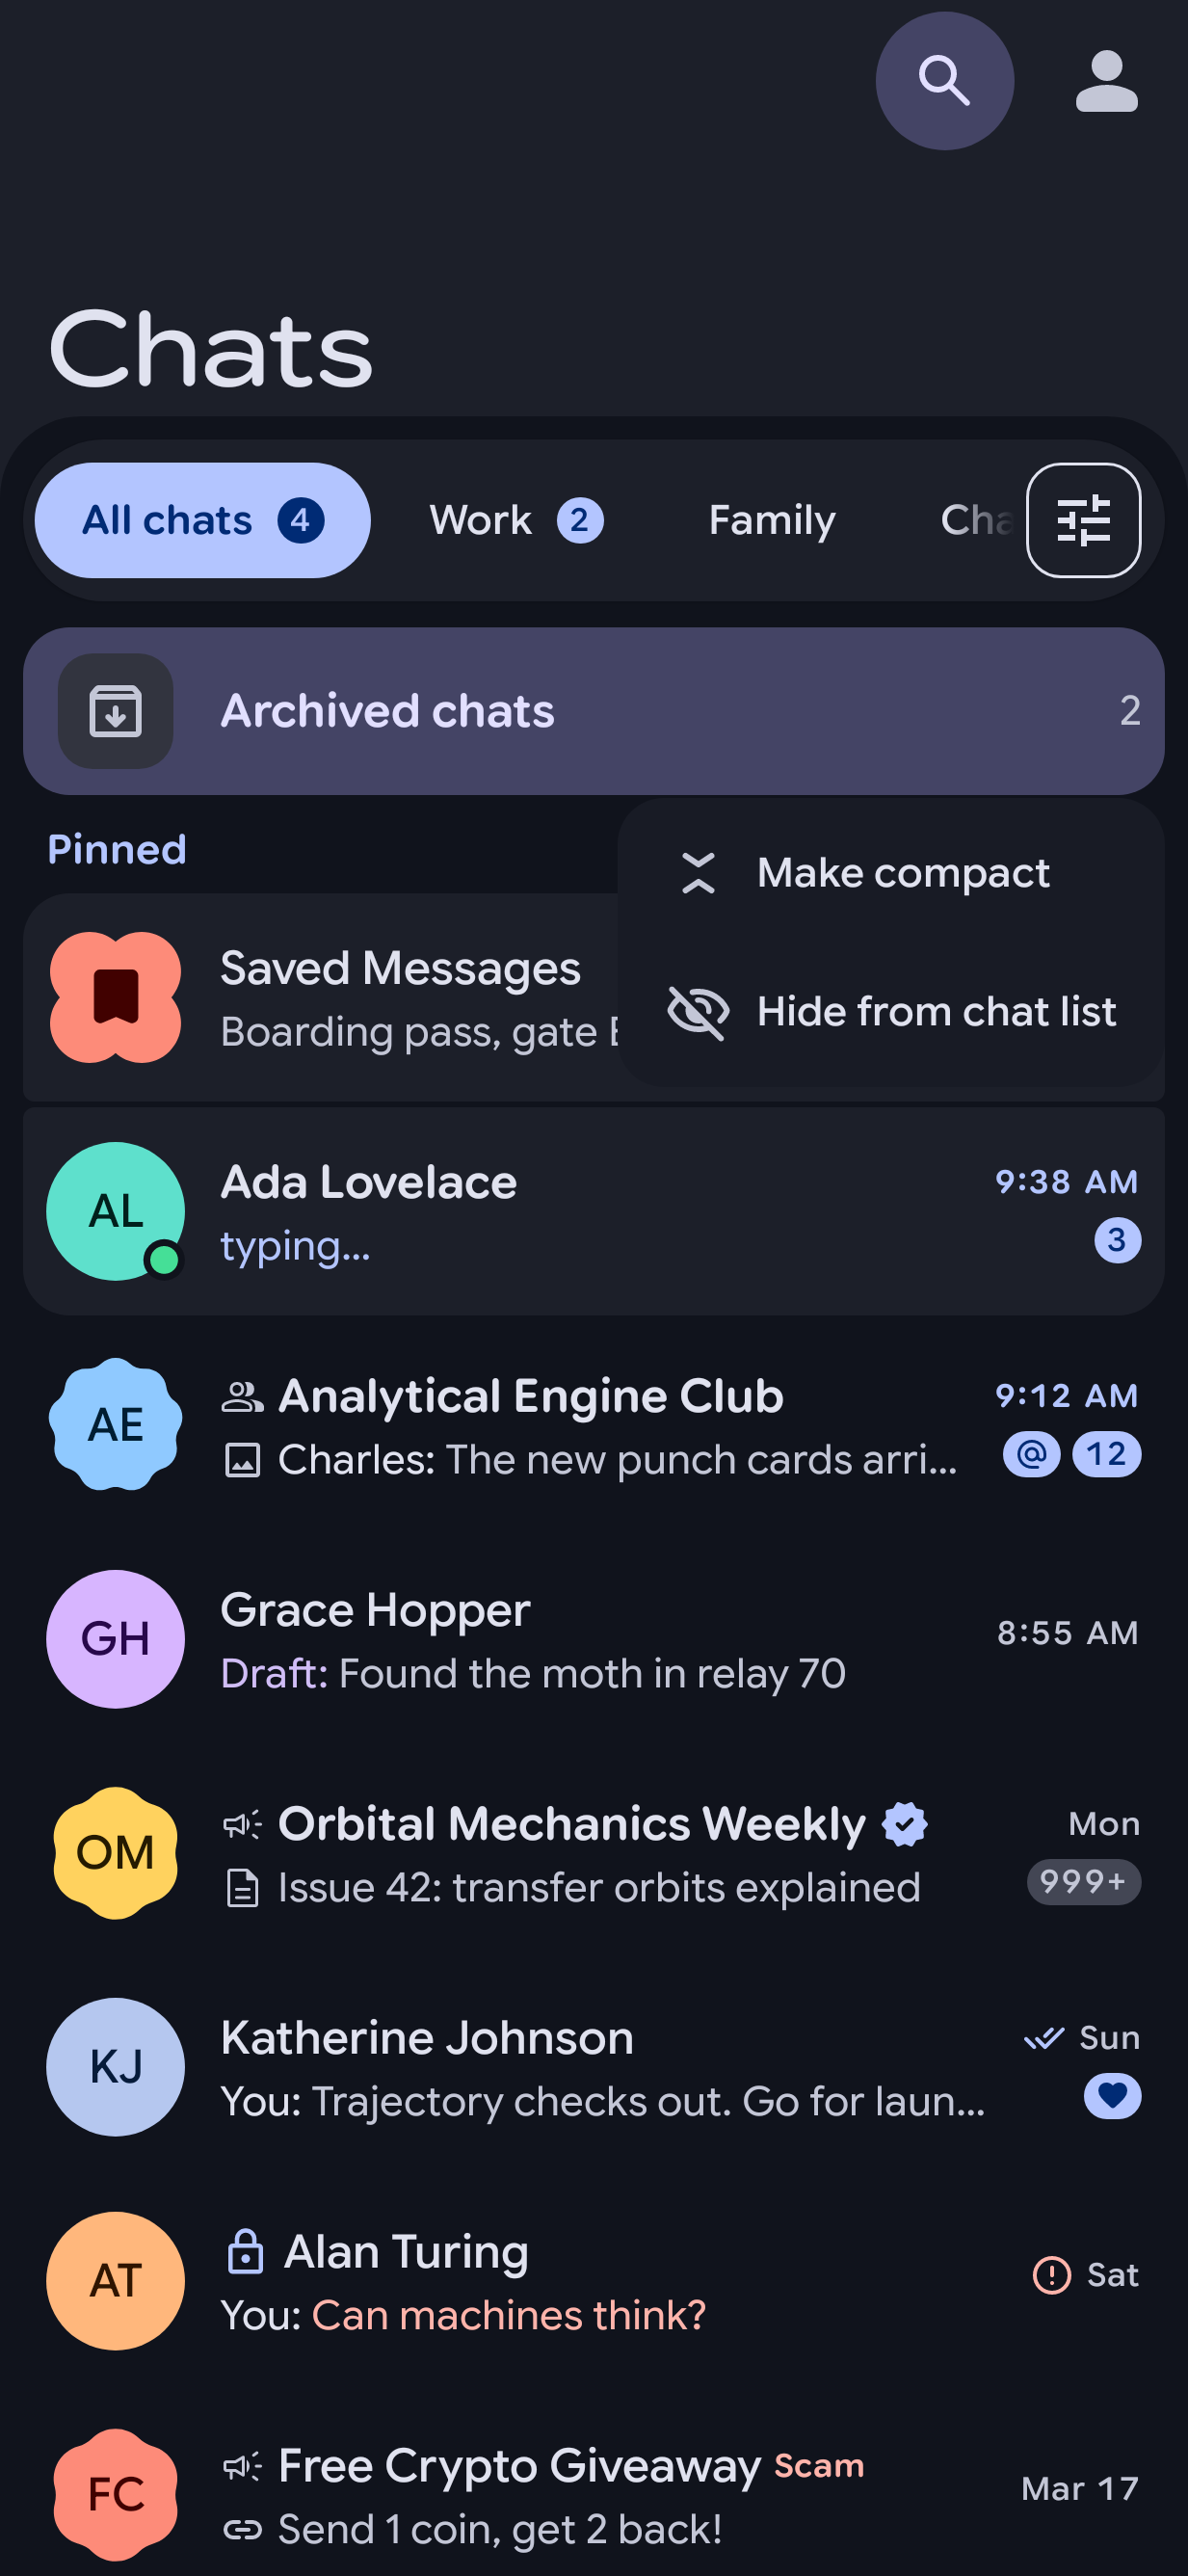 Chats
All chats 4 Work 2 Family Cha
Archived chats 2
Pinned
Make compact
Hide from chat list
Saved Messages
Boarding pass, gate
AL Ada Lovelace 9:38 AM
typing... 3
AE Analytical Engine Club 9:12 AM
Charles: The new punch cards arri... @ 12
GH Grace Hopper 8:55 AM
Draft: Found the moth in relay 70
OM Orbital Mechanics Weekly Mon
Issue 42: transfer orbits explained 999+
KJ Katherine Johnson Sun
You: Trajectory checks out. Go for laun...
AT Alan Turing Sat
You: Can machines think?
FC Free Crypto Giveaway Scam Mar 17
Send 1 coin, get 2 back!